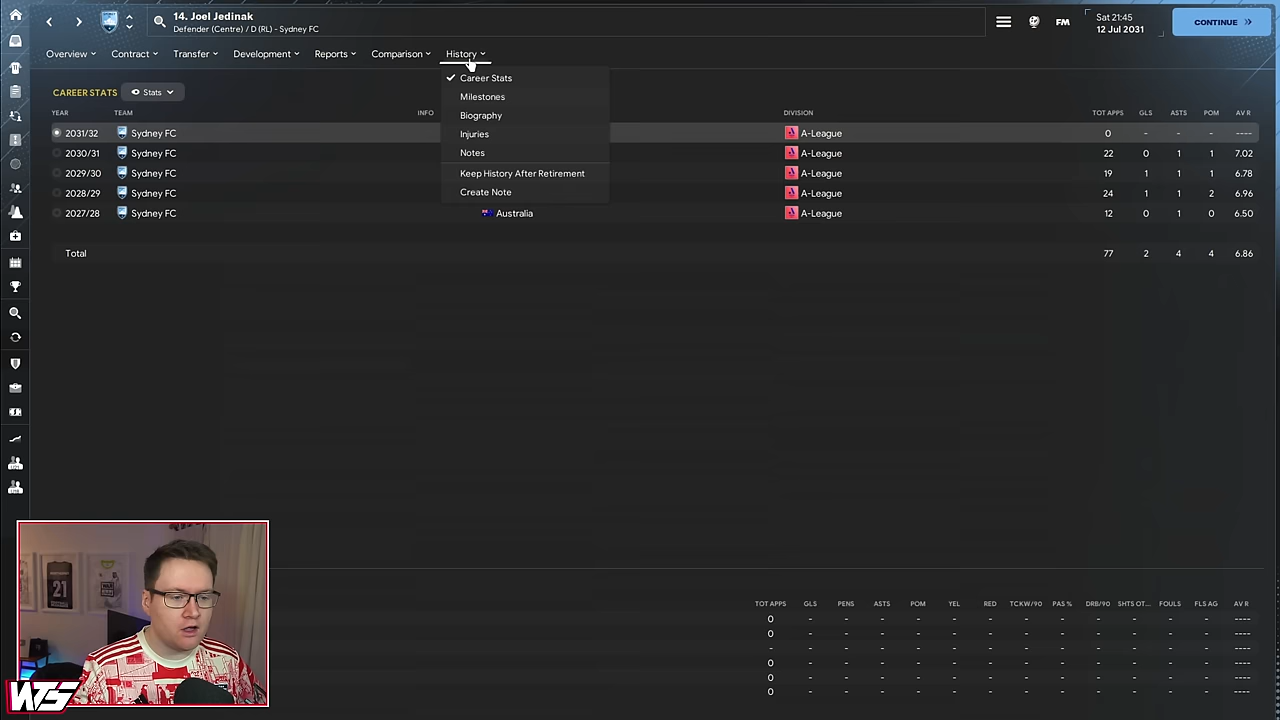 14. Joel Jedinak
Defender (Centre) / D (RL) - Sydney FC
FM
Sat 21:45
12 Jul 2031
CONTINUE
Overview Contract Transfer Development Reports Comparison History
CAREER STATS Stats
Career Stats
Milestones
Biography
Injuries
Notes
Keep History After Retirement
Create Note
YEAR TEAM INFO DIVISION TOT APPS GLS ASTS POM AV R
2031/32 Sydney FC A-League 0 - - - ----
2030/31 Sydney FC A-League 22 0 1 1 7.02
2029/30 Sydney FC A-League 19 1 1 1 6.78
2028/29 Sydney FC A-League 24 1 1 2 6.96
2027/28 Sydney FC Australia A-League 12 0 1 0 6.50
Total 77 2 4 4 6.86
TOT APPS GLS PENS ASTS POM YEL RED TCKW/90 PAS % DRB/90 SHTS OT... FOULS FLS AG AV R
0 - - - - - - - - - - - - ----
0 - - - - - - - - - - - - ----
- - - - - - - - - - - - - ----
0 - - - - - - - - - - - - ----
0 - - - - - - - - - - - - ----
0 - - - - - - - - - - - - ----
21
WTS